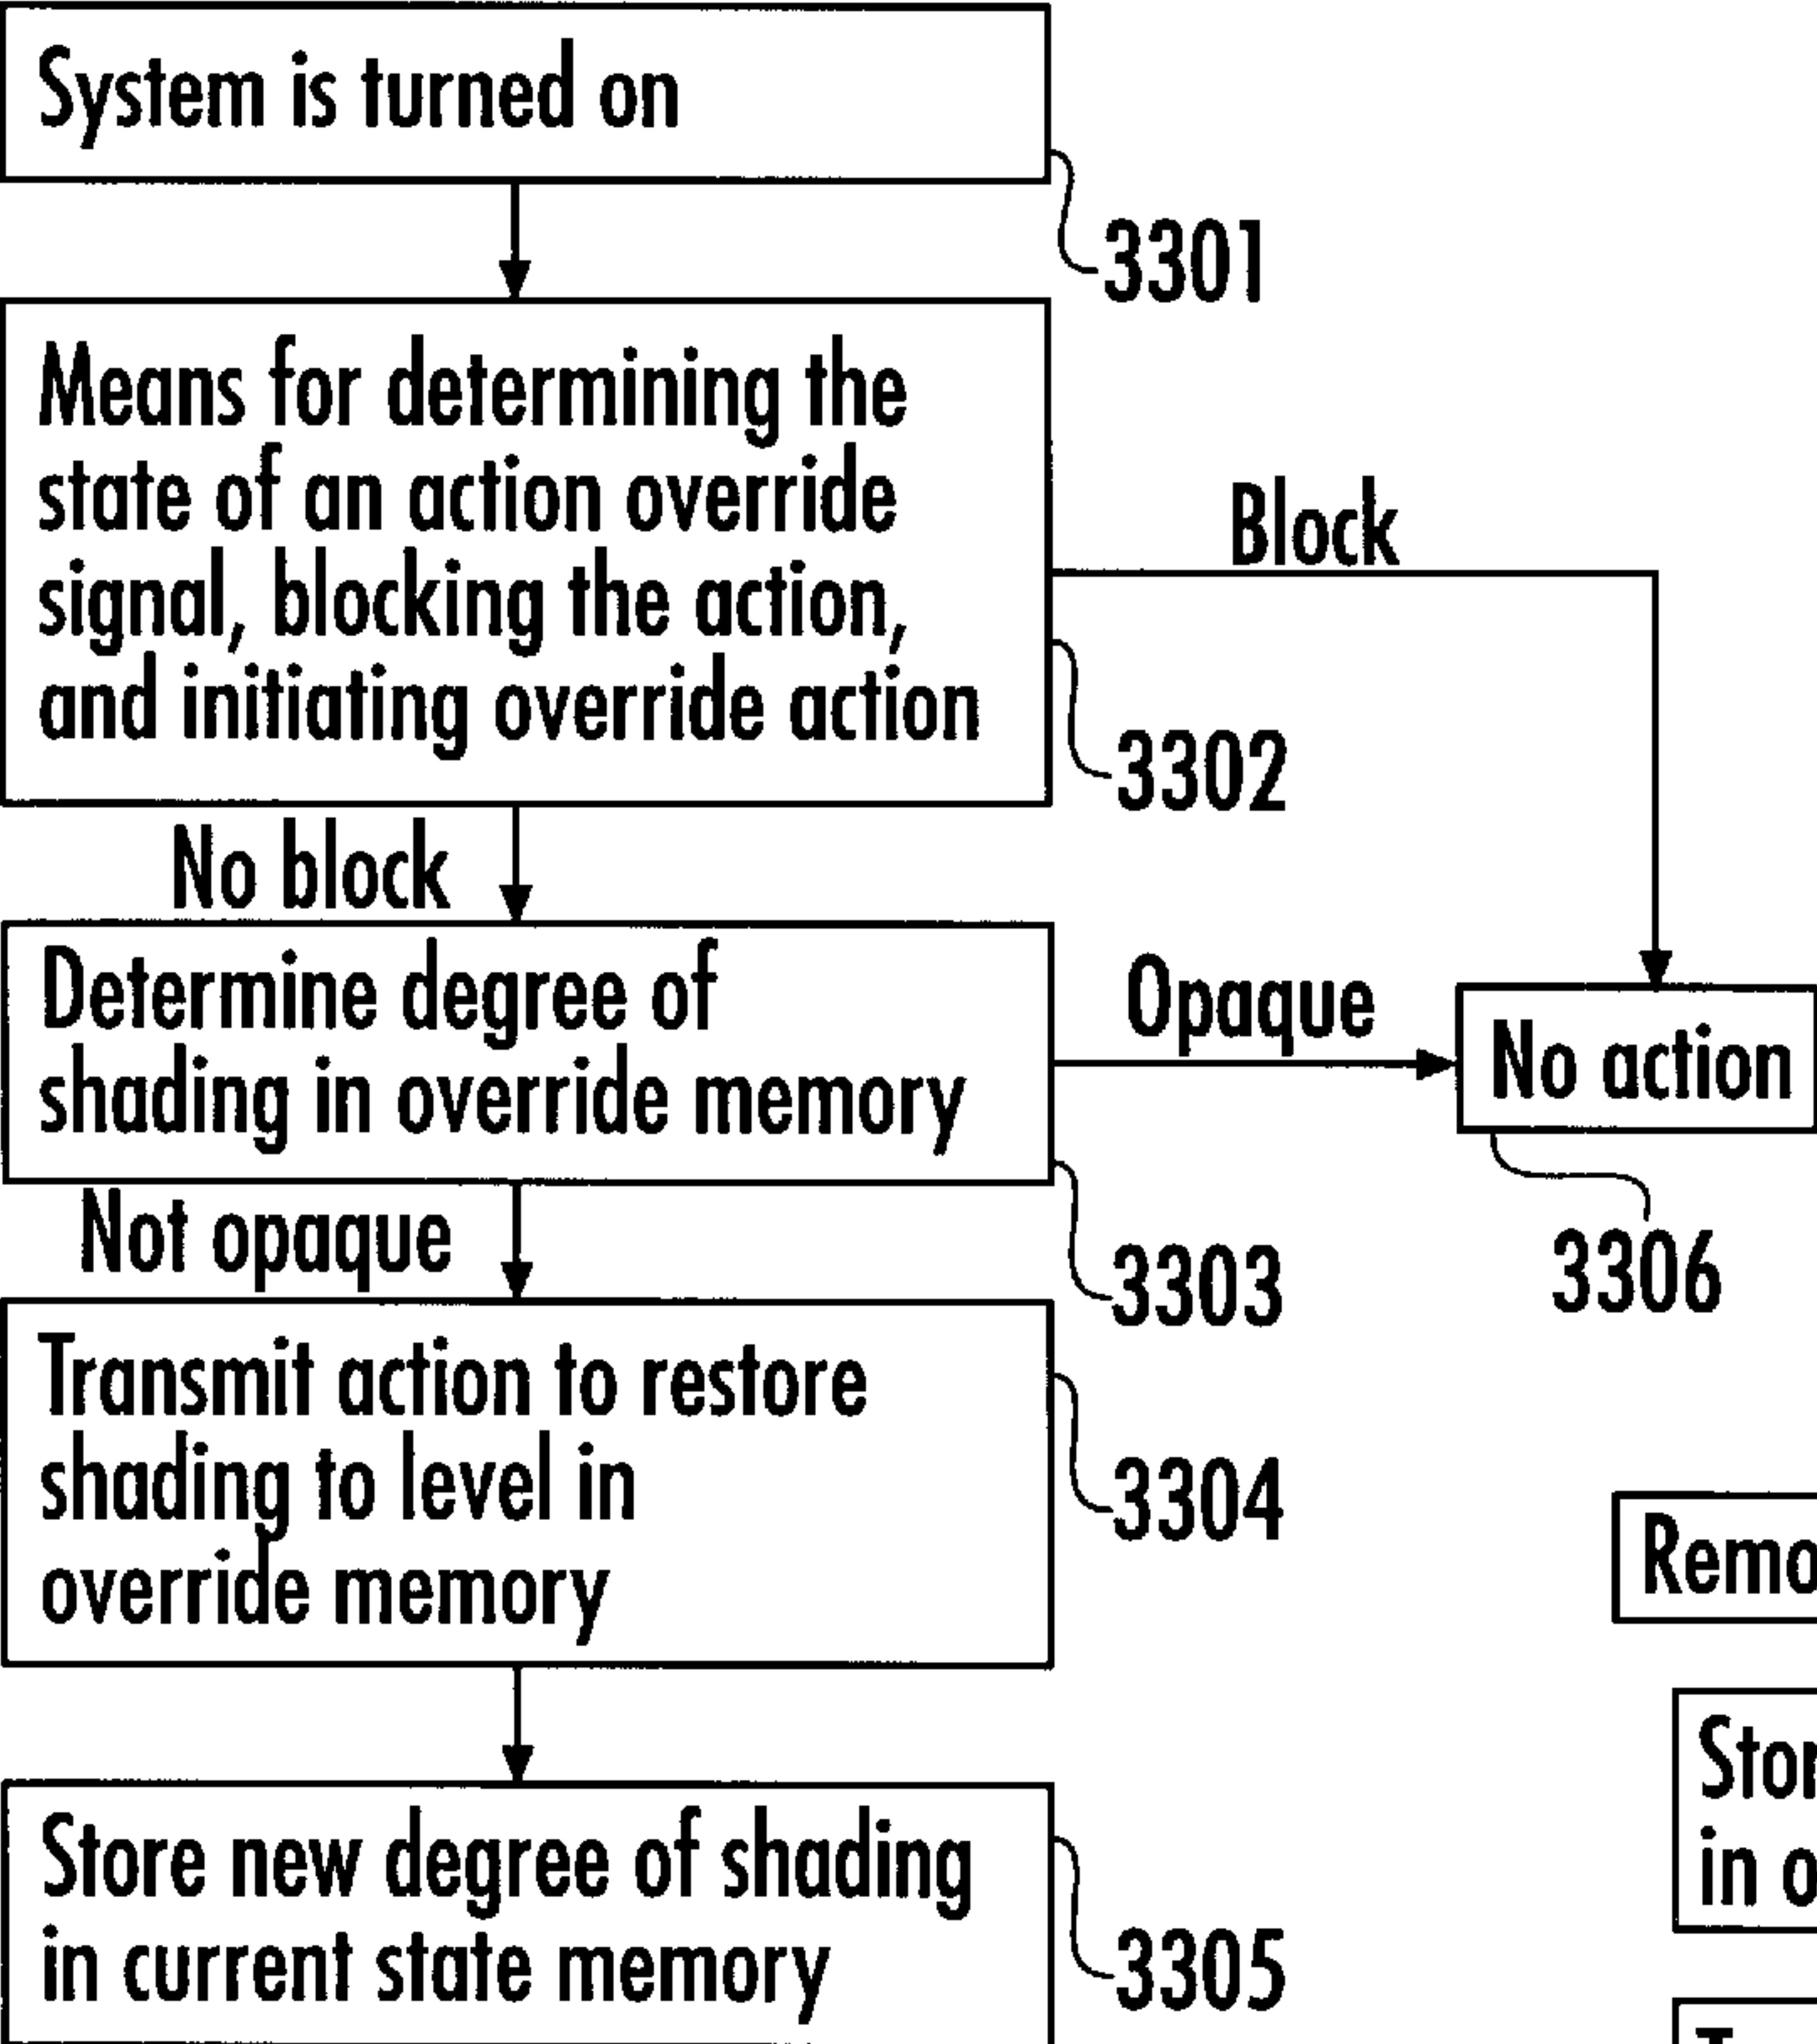 System is turned on
3301
Means for determining the
state of an action override
signal, blocking the action,
and initiating override action
Block
3302
No block
Determine degree of
shading in override memory
Opaque
No action
3303
3306
Not opaque
Transmit action to restore
shading to level in
override memory
3304
Store new degree of shading
in current state memory
3305
in